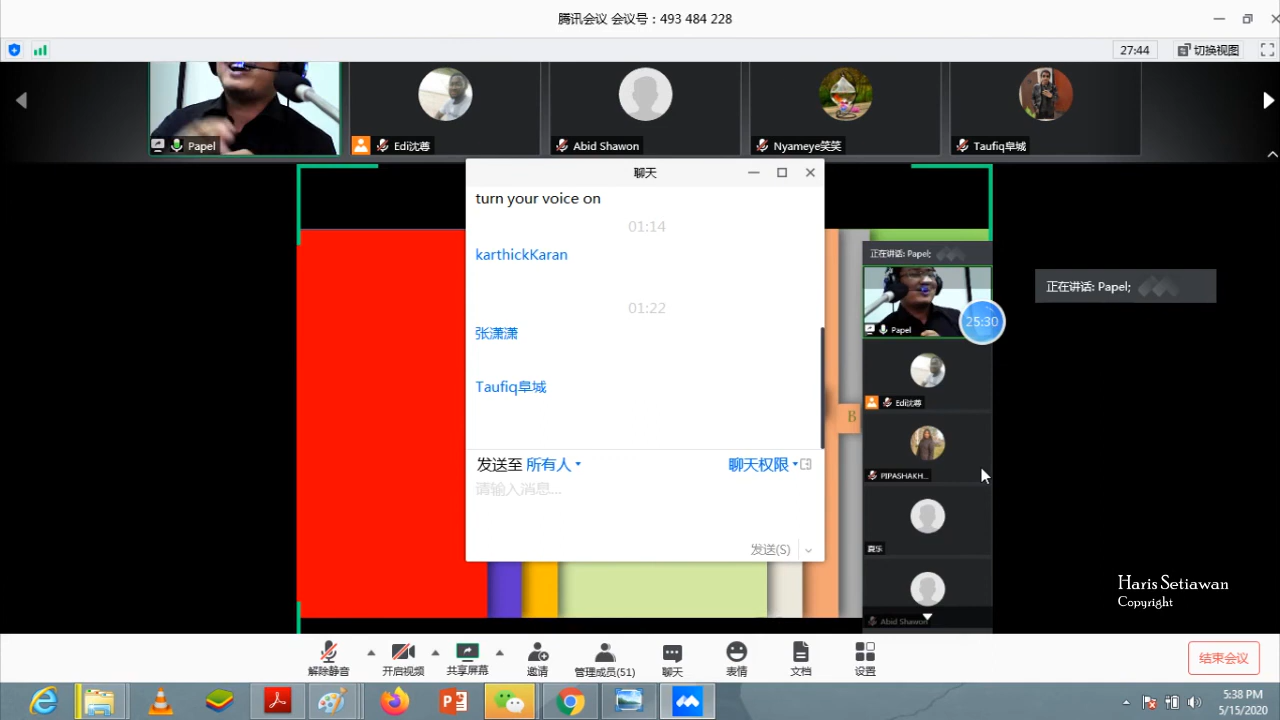 腾讯会议 会议号：493 484 228
27:44
切换视图
Papel
Edi沈尊
Abid Shawon
Nyameye笑笑
Taufiq阜城
聊天
turn your voice on
01:14
karthickKaran
01:22
张潇潇
Taufiq阜城
发送至 所有人
聊天权限
请输入消息...
发送(S)
B
正在讲话: Papel;
Papel
25:30
Edi沈尊
PIPASHAKH...
Abid Shawon
正在讲话: Papel;
Haris Setiawan
Copyright
解除静音
开启视频
共享屏幕
邀请
管理成员(51)
聊天
表情
文档
设置
结束会议
5:38 PM
5/15/2020